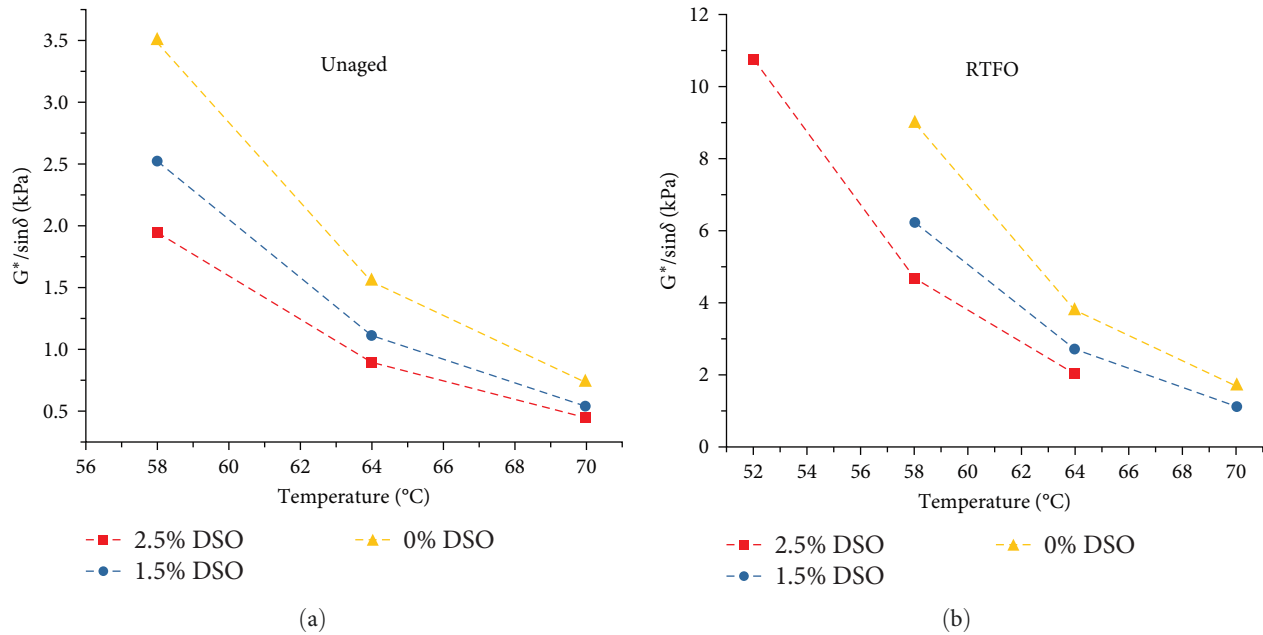 Unaged
3.5
3.0
2.5
2.0
1.5
1.0
0.5
G*/sinδ (kPa)
56 58 60 62 64 66 68 70
Temperature (°C)
2.5% DSO
1.5% DSO
0% DSO
(a)
RTFO
12
10
8
6
4
2
0
G*/sinδ (kPa)
52 54 56 58 60 62 64 66 68 70
Temperature (°C)
2.5% DSO
1.5% DSO
0% DSO
(b)